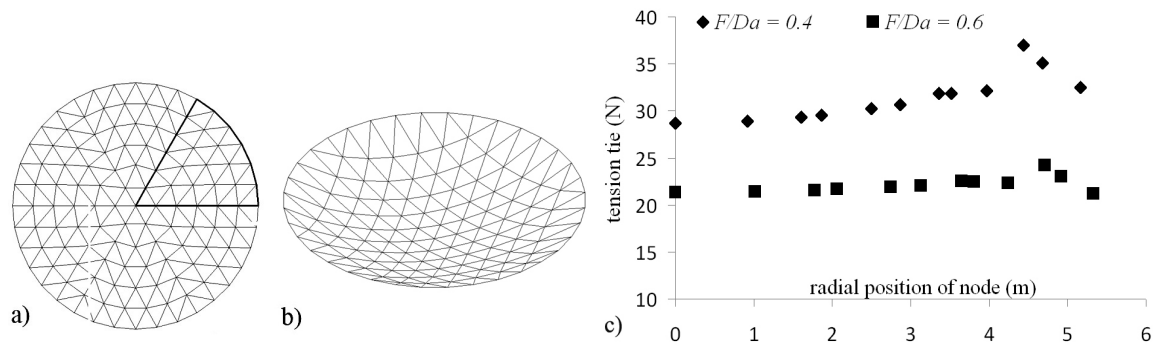 a)
b)
c)
F/Da = 0.4
F/Da = 0.6
tension tie (N)
40
35
30
25
20
15
10
radial position of node (m)
0 1 2 3 4 5 6